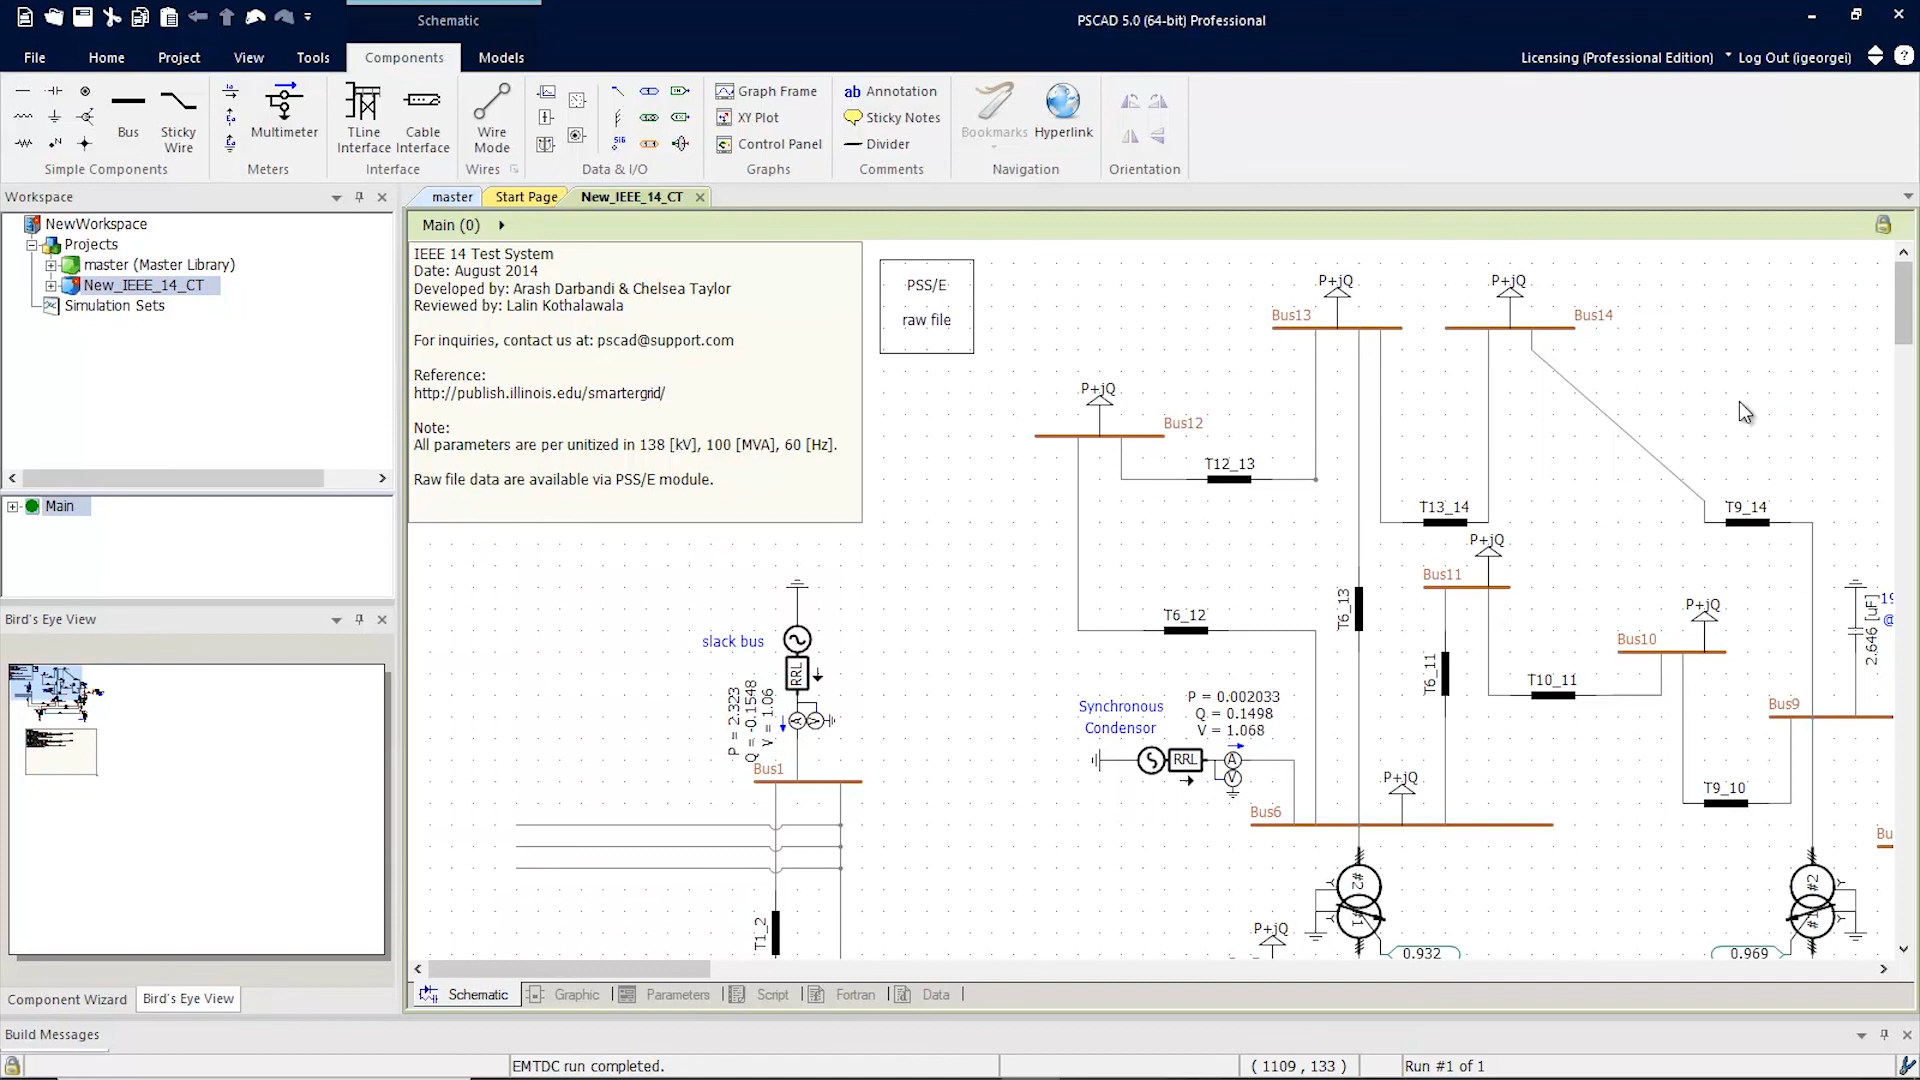 Schematic
PSCAD 5.0 (64-bit) Professional
File
Home
Project
View
Tools
Components
Models
Licensing (Professional Edition)
Log Out (igeorgei)
Bus
Sticky Wire
Simple Components
Multimeter
Meters
TLine Interface
Cable Interface
Interface
Wire Mode
Wires
Data & I/O
Graph Frame
XY Plot
Control Panel
Graphs
Annotation
Sticky Notes
Divider
Comments
Bookmarks
Hyperlink
Navigation
Orientation
Workspace
NewWorkspace
Projects
master (Master Library)
New_IEEE_14_CT
Simulation Sets
Main
Bird's Eye View
Component Wizard
Bird's Eye View
master
Start Page
New_IEEE_14_CT
Main (0)
IEEE 14 Test System
Date: August 2014
Developed by: Arash Darbandi & Chelsea Taylor
Reviewed by: Lalin Kothalawala
For inquiries, contact us at: pscad@support.com
Reference:
http://publish.illinois.edu/smartergrid/
Note:
All parameters are per unitized in 138 [kV], 100 [MVA], 60 [Hz].
Raw file data are available via PSS/E module.
PSS/E
raw file
P+jQ
P+jQ
Bus13
Bus14
P+jQ
Bus12
T12_13
T13_14
T9_14
P+jQ
Bus11
T6_13
T6_12
P+jQ
Bus10
2.646 [uF]
slack bus
RRL
P = 2.323
Q = -0.1548
V = 1.06
A
V
Bus1
T6_11
T10_11
Synchronous
Condensor
P = 0.002033
Q = 0.1498
V = 1.068
RRL
A
V
Bus9
P+jQ
T9_10
Bus6
Bu
#2
#1
#2
#1
T1_2
P+jQ
0.932
0.969
Schematic
Graphic
Parameters
Script
Fortran
Data
Build Messages
EMTDC run completed.
( 1109 , 133 )
Run #1 of 1